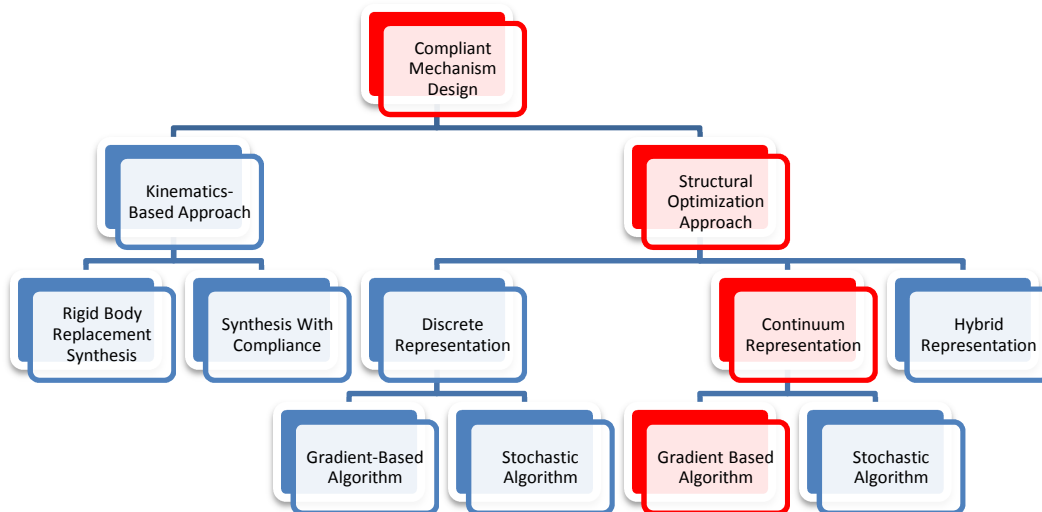 Compliant
Mechanism
Design
Kinematics-
Based Approach
Structural
Optimization
Approach
Rigid Body
Replacement
Synthesis
Synthesis With
Compliance
Discrete
Representation
Continuum
Representation
Hybrid
Representation
Gradient-Based
Algorithm
Stochastic
Algorithm
Gradient Based
Algorithm
Stochastic
Algorithm